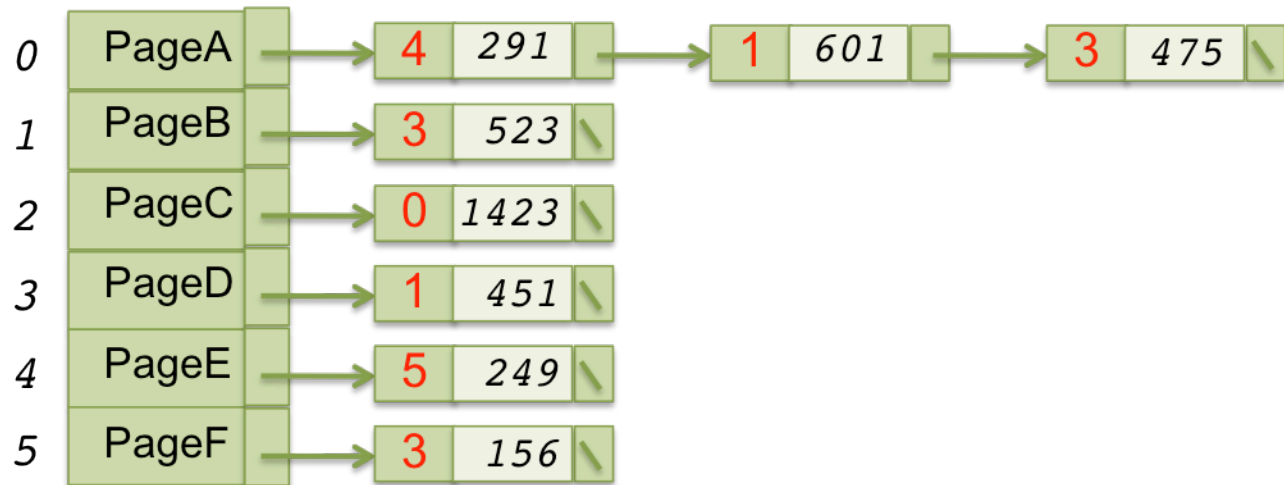 0 PageA 4 291 1 601 3 475
1 PageB 3 523
2 PageC 0 1423
3 PageD 1 451
4 PageE 5 249
5 PageF 3 156